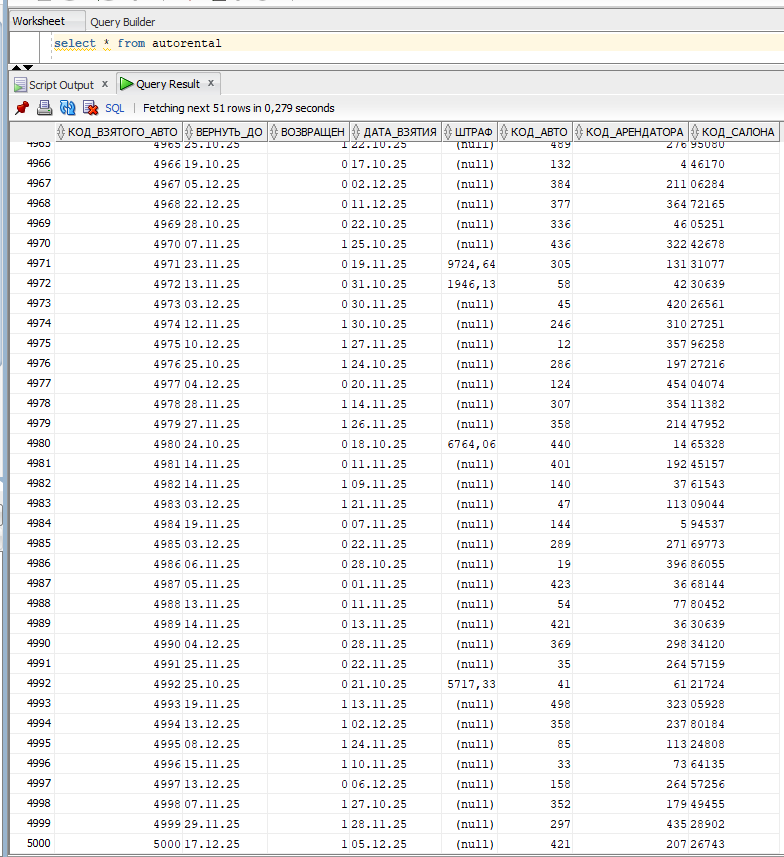 Worksheet Query Builder
select * from autorental
Script Output x Query Result x
SQL | Fetching next 51 rows in 0,279 seconds
КОД_ВЗЯТОГО_АВТО ВЕРНУТЬ_ДО ВОЗВРАЩЕН ДАТА_ВЗЯТИЯ ШТРАФ КОД_АВТО КОД_АРЕНДАТОРА КОД_САЛОНА
4965 4965 25.10.25 1 22.10.25 (null) 489 276 95080
4966 4966 19.10.25 0 17.10.25 (null) 132 4 46170
4967 4967 05.12.25 0 02.12.25 (null) 384 211 06284
4968 4968 22.12.25 0 11.12.25 (null) 377 364 72165
4969 4969 28.10.25 0 22.10.25 (null) 336 46 05251
4970 4970 07.11.25 1 25.10.25 (null) 436 322 42678
4971 4971 23.11.25 0 19.11.25 9724,64 305 131 31077
4972 4972 13.11.25 0 31.10.25 1946,13 58 42 30639
4973 4973 03.12.25 0 30.11.25 (null) 45 420 26561
4974 4974 12.11.25 1 30.10.25 (null) 246 310 27251
4975 4975 10.12.25 1 27.11.25 (null) 12 357 96258
4976 4976 25.10.25 1 24.10.25 (null) 286 197 27216
4977 4977 04.12.25 0 20.11.25 (null) 124 454 04074
4978 4978 28.11.25 1 14.11.25 (null) 307 354 11382
4979 4979 27.11.25 1 26.11.25 (null) 358 214 47952
4980 4980 24.10.25 0 18.10.25 6764,06 440 14 65328
4981 4981 14.11.25 0 11.11.25 (null) 401 192 45157
4982 4982 14.11.25 1 09.11.25 (null) 140 37 61543
4983 4983 03.12.25 1 21.11.25 (null) 47 113 09044
4984 4984 19.11.25 0 07.11.25 (null) 144 5 94537
4985 4985 03.12.25 0 22.11.25 (null) 289 271 69773
4986 4986 06.11.25 0 28.10.25 (null) 19 396 86055
4987 4987 05.11.25 0 01.11.25 (null) 423 36 68144
4988 4988 13.11.25 0 11.11.25 (null) 54 77 80452
4989 4989 14.11.25 0 13.11.25 (null) 421 36 30639
4990 4990 04.12.25 0 28.11.25 (null) 369 298 34120
4991 4991 25.11.25 0 22.11.25 (null) 35 264 57159
4992 4992 25.10.25 0 21.10.25 5717,33 41 61 21724
4993 4993 19.11.25 1 13.11.25 (null) 498 323 05928
4994 4994 13.12.25 1 02.12.25 (null) 358 237 80184
4995 4995 08.12.25 1 24.11.25 (null) 85 113 24808
4996 4996 15.11.25 1 10.11.25 (null) 33 73 64135
4997 4997 13.12.25 0 06.12.25 (null) 158 264 57256
4998 4998 07.11.25 1 27.10.25 (null) 352 179 49455
4999 4999 29.11.25 1 28.11.25 (null) 297 435 28902
5000 5000 17.12.25 1 05.12.25 (null) 421 207 26743